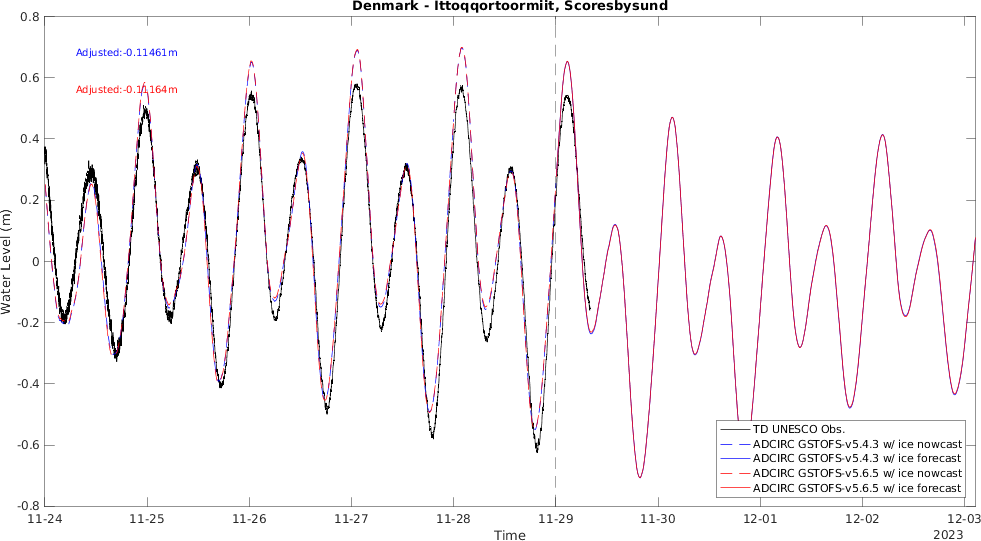 Denmark - Ittoqqortoormiit, Scoresbysund
Adjusted:-0.11461m
Adjusted:-0.11164m
Water Level (m)
0.8
0.6
0.4
0.2
0
-0.2
-0.4
-0.6
-0.8
TD UNESCO Obs.
ADCIRC GSTOFS-v5.4.3 w/ ice nowcast
ADCIRC GSTOFS-v5.4.3 w/ ice forecast
ADCIRC GSTOFS-v5.6.5 w/ ice nowcast
ADCIRC GSTOFS-v5.6.5 w/ ice forecast
11-24 11-25 11-26 11-27 11-28 11-29 11-30 12-01 12-02 12-03
Time
2023